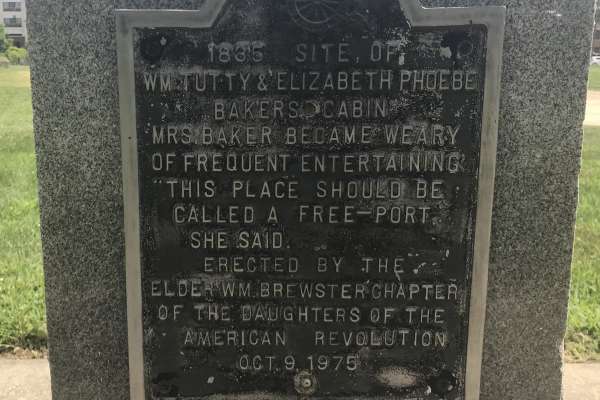 1835 SITE OF
WM. TUTTY & ELIZABETH PHOEBE
BAKERS CABIN
MRS. BAKER BECAME WEARY
OF FREQUENT ENTERTAINING
"THIS PLACE SHOULD BE
CALLED A FREE-PORT,
SHE SAID.
ERECTED BY THE
ELDER WM. BREWSTER CHAPTER
OF THE DAUGHTERS OF THE
AMERICAN REVOLUTION
OCT. 9, 1975